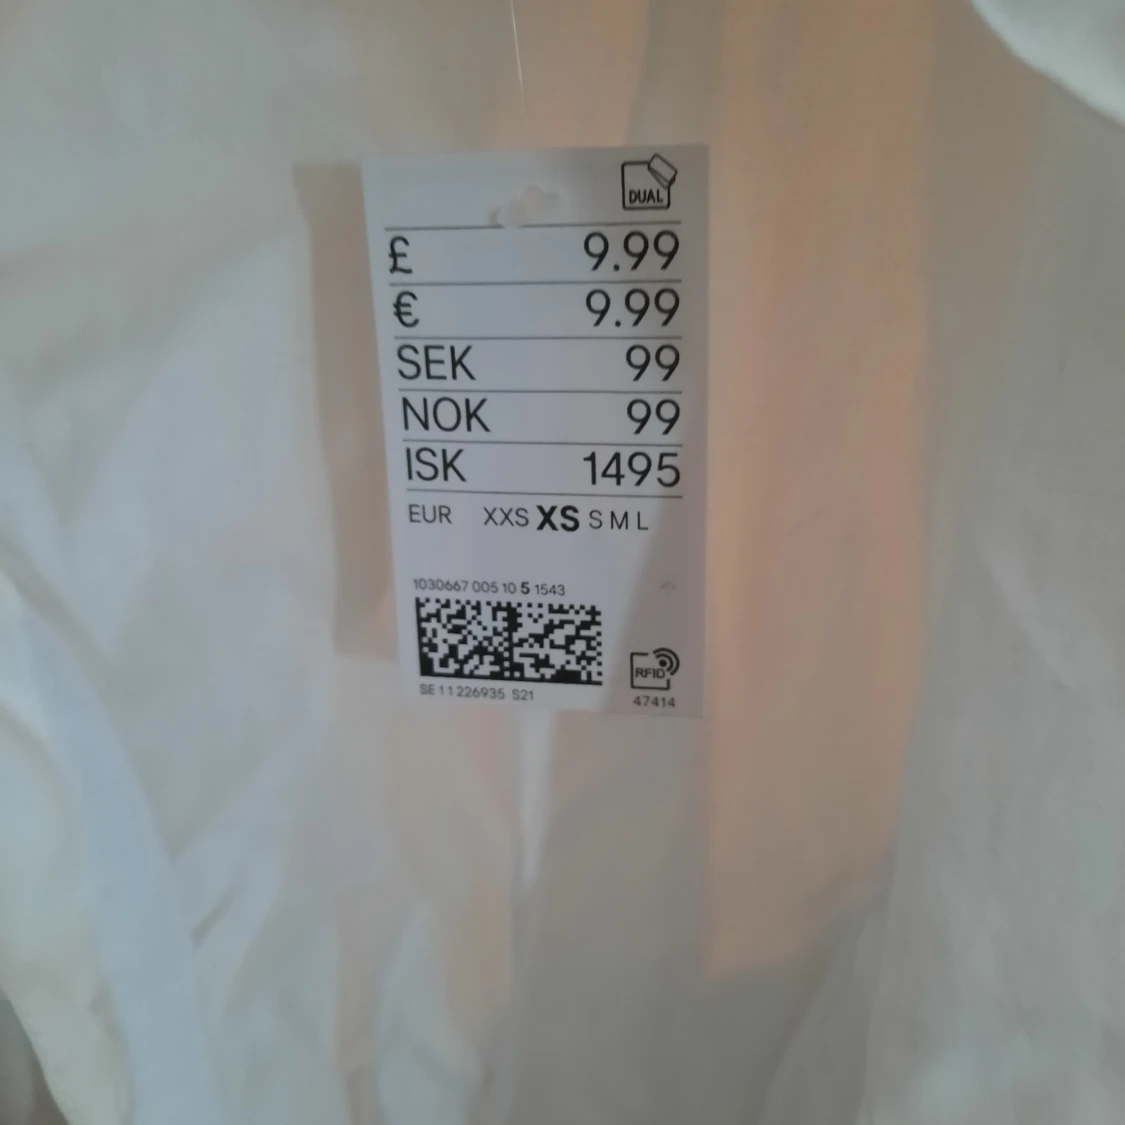 DUAL
£ 9.99
€ 9.99
SEK 99
NOK 99
ISK 1495
EUR XXS XS S M L
1030667 005 10 5 1543
RFID
SE 1 1 226935 S21
47414